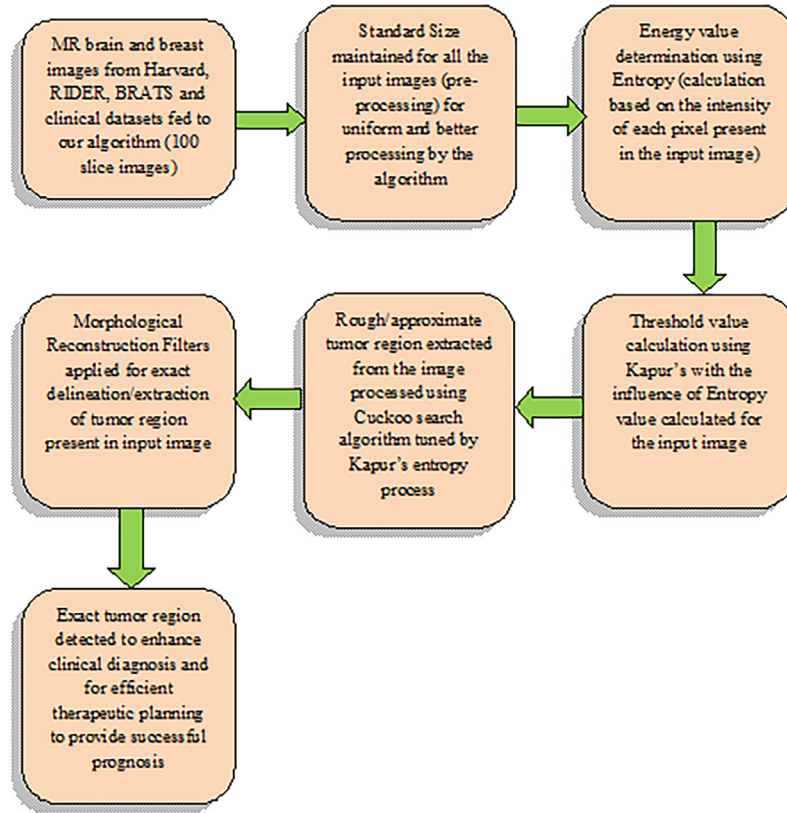 MR brain and breast
images from Harvard,
RIDER, BRATS and
clinical datasets fed to
our algorithm (100
slice images)
Standard Size
maintained for all the
input images (pre-
processing) for
uniform and better
processing by the
algorithm
Energy value
determination using
Entropy (calculation
based on the intensity
of each pixel present
in the input image)
Threshold value
calculation using
Kapur's with the
influence of Entropy
value calculated for
the input image
Rough/approximate
tumor region extracted
from the image
processed using
Cuckoo search
algorithm tuned by
Kapur's entropy
process
Morphological
Reconstruction Filters
applied for exact
delineation/extraction
of tumor region
present in input image
Exact tumor region
detected to enhance
clinical diagnosis and
for efficient
therapeutic planning
to provide successful
prognosis